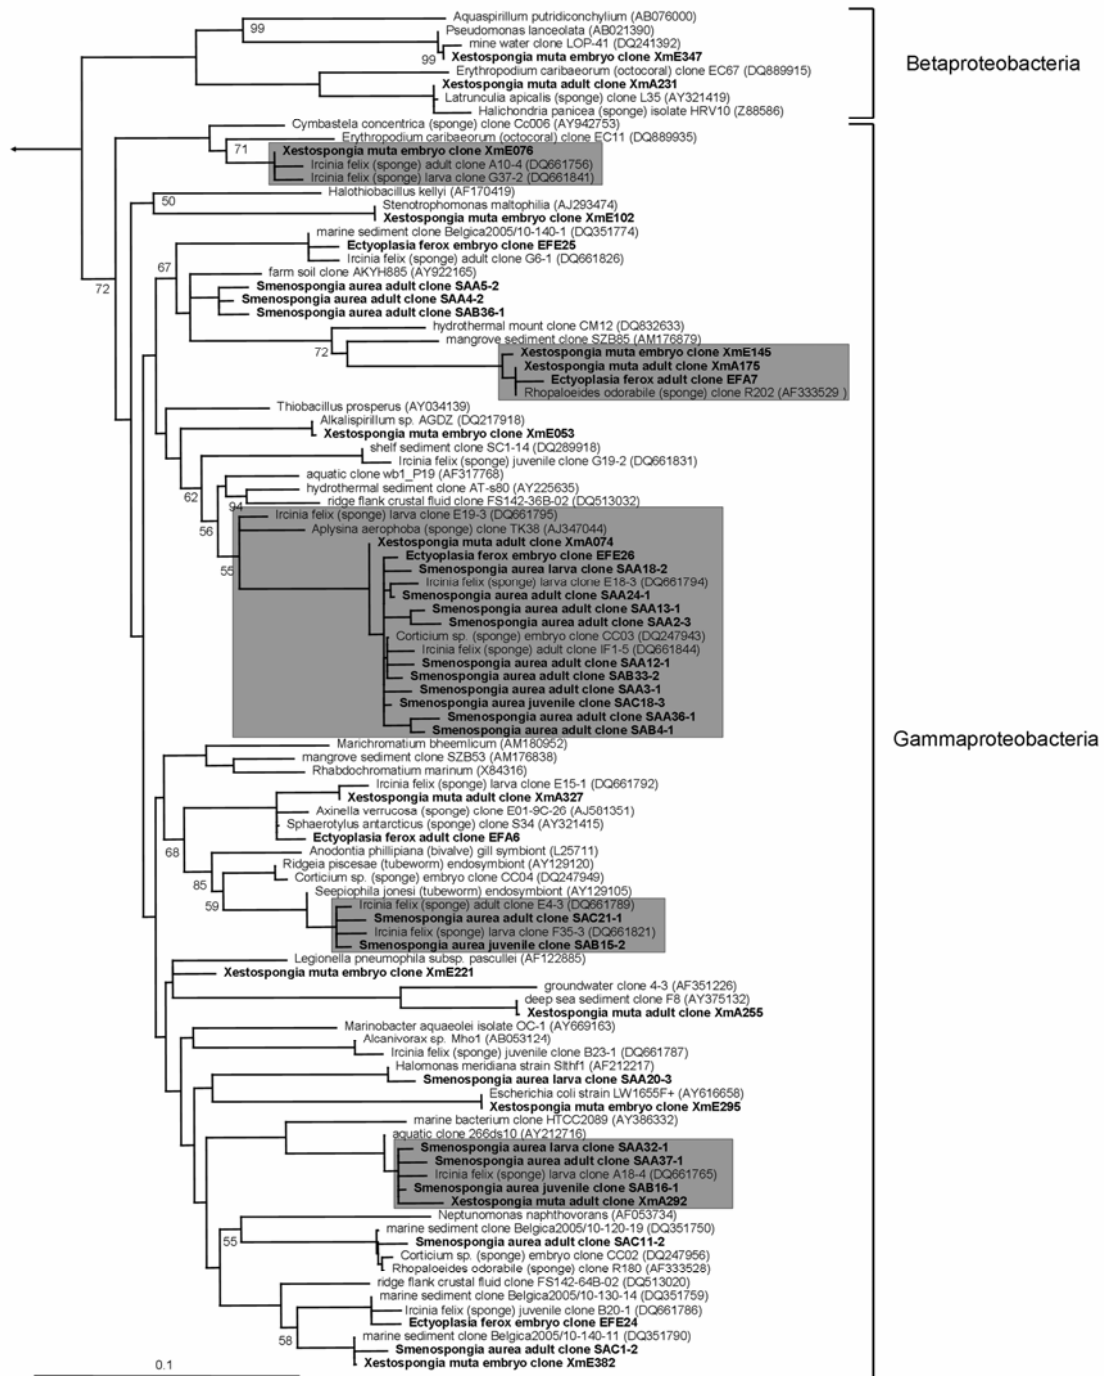 Aquaspirillum putridiconchylium (AB076000)
99
Pseudomonas lanceolata (AB021390)
mine water clone LOP-41 (DQ241392)
99
Xestospongia muta embryo clone XmE347
Betaproteobacteria
Erythropodium caribaeorum (octocoral) clone EC67 (DQ889915)
Xestospongia muta adult clone XmA231
Latrunculia apicalis (sponge) clone L35 (AY321419)
Halichondria panicea (sponge) isolate HRV10 (Z88586)
Cymbastela concentrica (sponge) clone Cc006 (AY942753)
Erythropodium caribaeorum (octocoral) clone EC11 (DQ889935)
71
Xestospongia muta embryo clone XmE076
Ircinia felix (sponge) adult clone A10-4 (DQ661756)
Ircinia felix (sponge) larva clone G37-2 (DQ661841)
Halothiobacillus kellyi (AF170419)
50
Stenotrophomonas maltophilia (AJ293474)
Xestospongia muta embryo clone XmE102
marine sediment clone Belgica2005/10-140-1 (DQ351774)
Ectyoplasia ferox embryo clone EFE25
Ircinia felix (sponge) adult clone G6-1 (DQ661826)
67
farm soil clone AKYH885 (AY922165)
72
Smenospongia aurea adult clone SAA5-2
Smenospongia aurea adult clone SAA4-2
Smenospongia aurea adult clone SAB36-1
hydrothermal mount clone CM12 (DQ832633)
mangrove sediment clone SZB85 (AM176879)
72
Xestospongia muta embryo clone XmE145
Xestospongia muta adult clone XmA175
Ectyoplasia ferox adult clone EFA7
Rhopaloeides odorabile (sponge) clone R202 (AF333529 )
Thiobacillus prosperus (AY034139)
Alkalispirillum sp. AGDZ (DQ217918)
Xestospongia muta embryo clone XmE053
shelf sediment clone SC1-14 (DQ289918)
Ircinia felix (sponge) juvenile clone G19-2 (DQ661831)
aquatic clone wb1_P19 (AF317768)
62
hydrothermal sediment clone AT-s80 (AY225635)
94
ridge flank crustal fluid clone FS142-36B-02 (DQ513032)
56
Ircinia felix (sponge) larva clone E19-3 (DQ661795)
Aplysina aerophoba (sponge) clone TK38 (AJ347044)
Xestospongia muta adult clone XmA074
Ectyoplasia ferox embryo clone EFE26
55
Smenospongia aurea larva clone SAA18-2
Ircinia felix (sponge) larva clone E18-3 (DQ661794)
Smenospongia aurea adult clone SAA24-1
Smenospongia aurea adult clone SAA13-1
Smenospongia aurea adult clone SAA2-3
Corticium sp. (sponge) embryo clone CC03 (DQ247943)
Ircinia felix (sponge) adult clone IF1-5 (DQ661844)
Smenospongia aurea adult clone SAA12-1
Smenospongia aurea adult clone SAB33-2
Smenospongia aurea adult clone SAA3-1
Smenospongia aurea juvenile clone SAC18-3
Smenospongia aurea adult clone SAA36-1
Smenospongia aurea adult clone SAB4-1
Gammaproteobacteria
Marichromatium bheemlicum (AM180952)
mangrove sediment clone SZB53 (AM176838)
Rhabdochromatium marinum (X84316)
Ircinia felix (sponge) larva clone E15-1 (DQ661792)
Xestospongia muta adult clone XmA327
Axinella verrucosa (sponge) clone E01-9C-26 (AJ581351)
Sphaerotylus antarcticus (sponge) clone S34 (AY321415)
Ectyoplasia ferox adult clone EFA6
68
Anodontia phillipiana (bivalve) gill symbiont (L25711)
Ridgeia piscesae (tubeworm) endosymbiont (AY129120)
Corticium sp. (sponge) embryo clone CC04 (DQ247949)
85
Seepiophila jonesi (tubeworm) endosymbiont (AY129105)
59
Ircinia felix (sponge) adult clone E4-3 (DQ661789)
Smenospongia aurea adult clone SAC21-1
Ircinia felix (sponge) larva clone F35-3 (DQ661821)
Smenospongia aurea juvenile clone SAB15-2
Legionella pneumophila subsp. pascullei (AF122885)
Xestospongia muta embryo clone XmE221
groundwater clone 4-3 (AF351226)
deep sea sediment clone F8 (AY375132)
Xestospongia muta adult clone XmA255
Marinobacter aquaeolei isolate OC-1 (AY669163)
Alcanivorax sp. Mho1 (AB053124)
Ircinia felix (sponge) juvenile clone B23-1 (DQ661787)
Halomonas meridiana strain Slthf1 (AF212217)
Smenospongia aurea larva clone SAA20-3
Escherichia coli strain LW1655F+ (AY616658)
Xestospongia muta embryo clone XmE295
marine bacterium clone HTCC2089 (AY386332)
aquatic clone 266ds10 (AY212716)
Smenospongia aurea larva clone SAA32-1
Smenospongia aurea adult clone SAA37-1
Ircinia felix (sponge) larva clone A18-4 (DQ661765)
Smenospongia aurea juvenile clone SAB16-1
Xestospongia muta adult clone XmA292
Neptunomonas naphthovorans (AF053734)
marine sediment clone Belgica2005/10-120-19 (DQ351750)
55
Smenospongia aurea adult clone SAC11-2
Corticium sp. (sponge) embryo clone CC02 (DQ247956)
Rhopaloeides odorabile (sponge) clone R180 (AF333528)
ridge flank crustal fluid clone FS142-64B-02 (DQ513020)
marine sediment clone Belgica2005/10-130-14 (DQ351759)
Ircinia felix (sponge) juvenile clone B20-1 (DQ661786)
Ectyoplasia ferox embryo clone EFE24
58
marine sediment clone Belgica2005/10-140-11 (DQ351790)
Smenospongia aurea adult clone SAC1-2
Xestospongia muta embryo clone XmE382
0.1